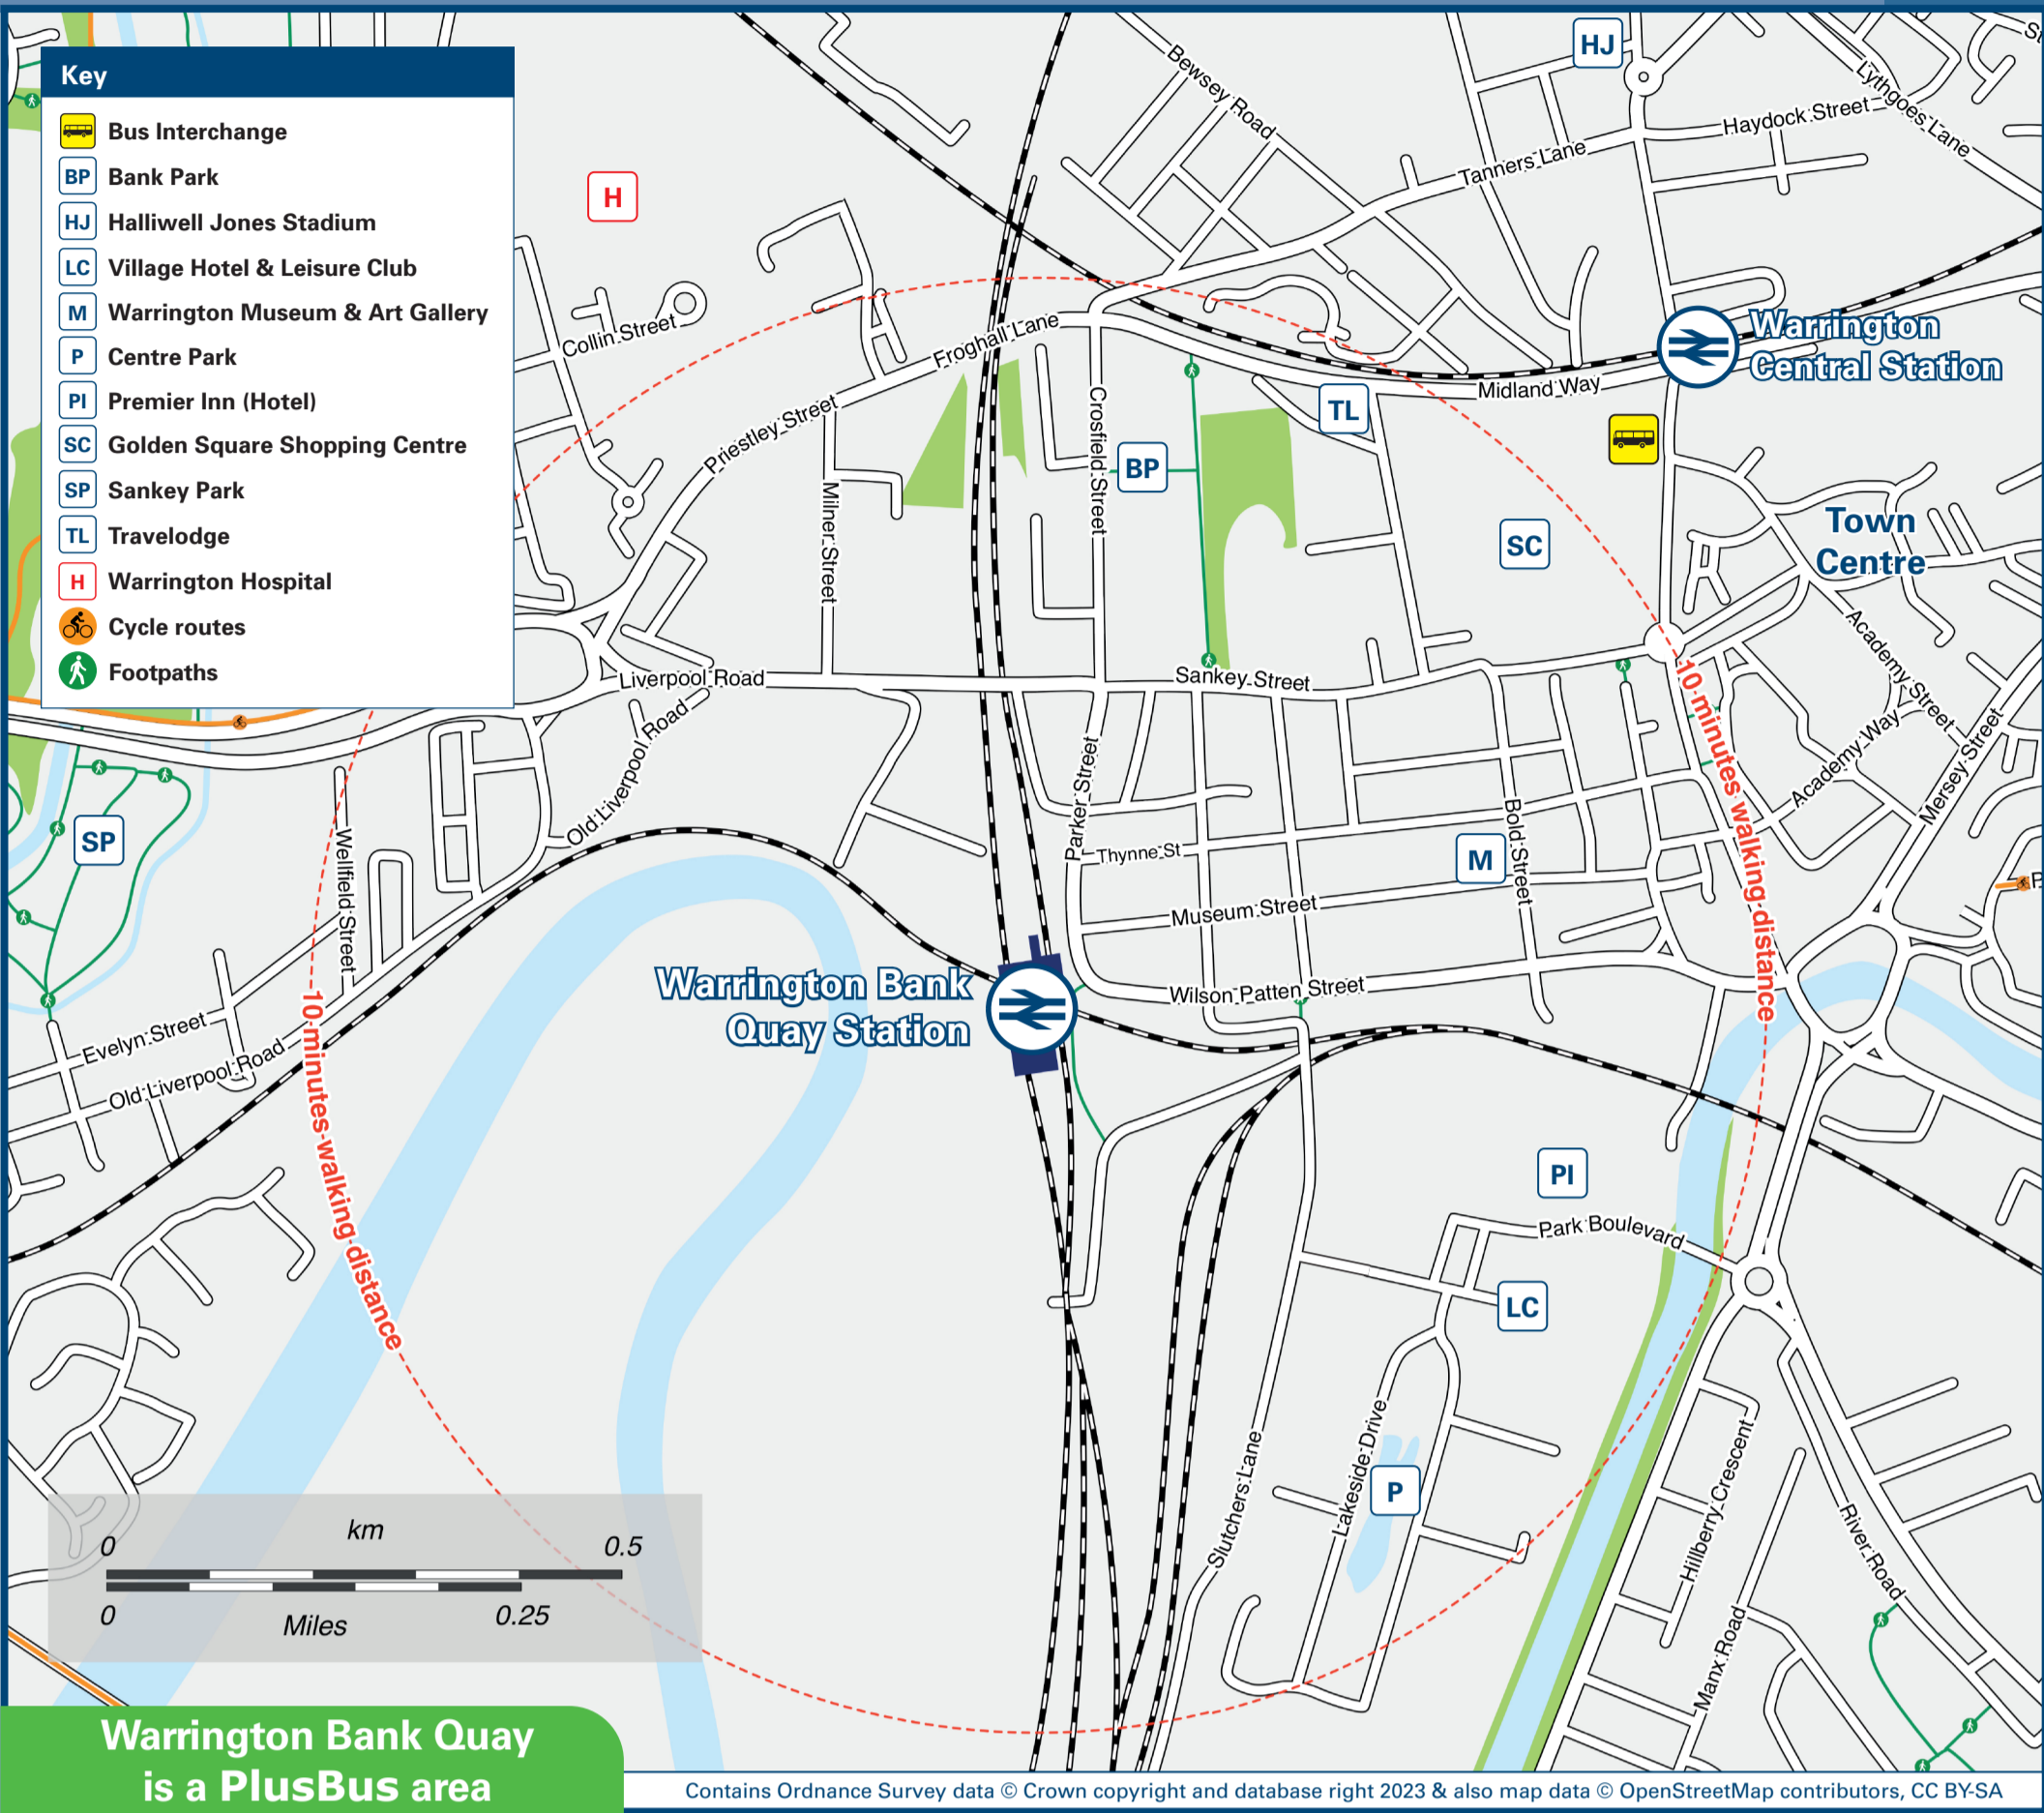 Key
Bus Interchange
BP Bank Park
HJ Halliwell Jones Stadium
LC Village Hotel & Leisure Club
M Warrington Museum & Art Gallery
P Centre Park
PI Premier Inn (Hotel)
SC Golden Square Shopping Centre
SP Sankey Park
TL Travelodge
H Warrington Hospital
Cycle routes
Footpaths
HJ
Bewsey Road
Lythgoes Lane
Haydock Street
Tanners Lane
H
Collin Street
Froghall Lane
Warrington
Central Station
Midland Way
Priestley Street
Crosfield Street
TL
BP
Milner Street
SC
Town
Centre
Academy Street
Liverpool Road
Sankey Street
10 minutes walking distance
Old Liverpool Road
Parker Street
Academy Way
Mersey Street
SP
Wellfield Street
Thynne St
Bold Street
M
Museum Street
Warrington Bank
Quay Station
Wilson Patten Street
Evelyn Street
Old Liverpool Road
10 minutes walking distance
PI
Park Boulevard
LC
Lakeside Drive
P
Slutchers Lane
Hillberry Crescent
River Road
Manx Road
km
0 0.5
0 0.25
Miles
Warrington Bank Quay
is a PlusBus area
Contains Ordnance Survey data © Crown copyright and database right 2023 & also map data © OpenStreetMap contributors, CC BY-SA